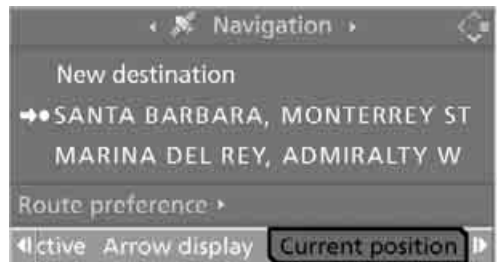 Navigation
New destination
SANTA BARBARA, MONTERREY ST
MARINA DEL REY, ADMIRALTY W
Route preference
ctive Arrow display Current position